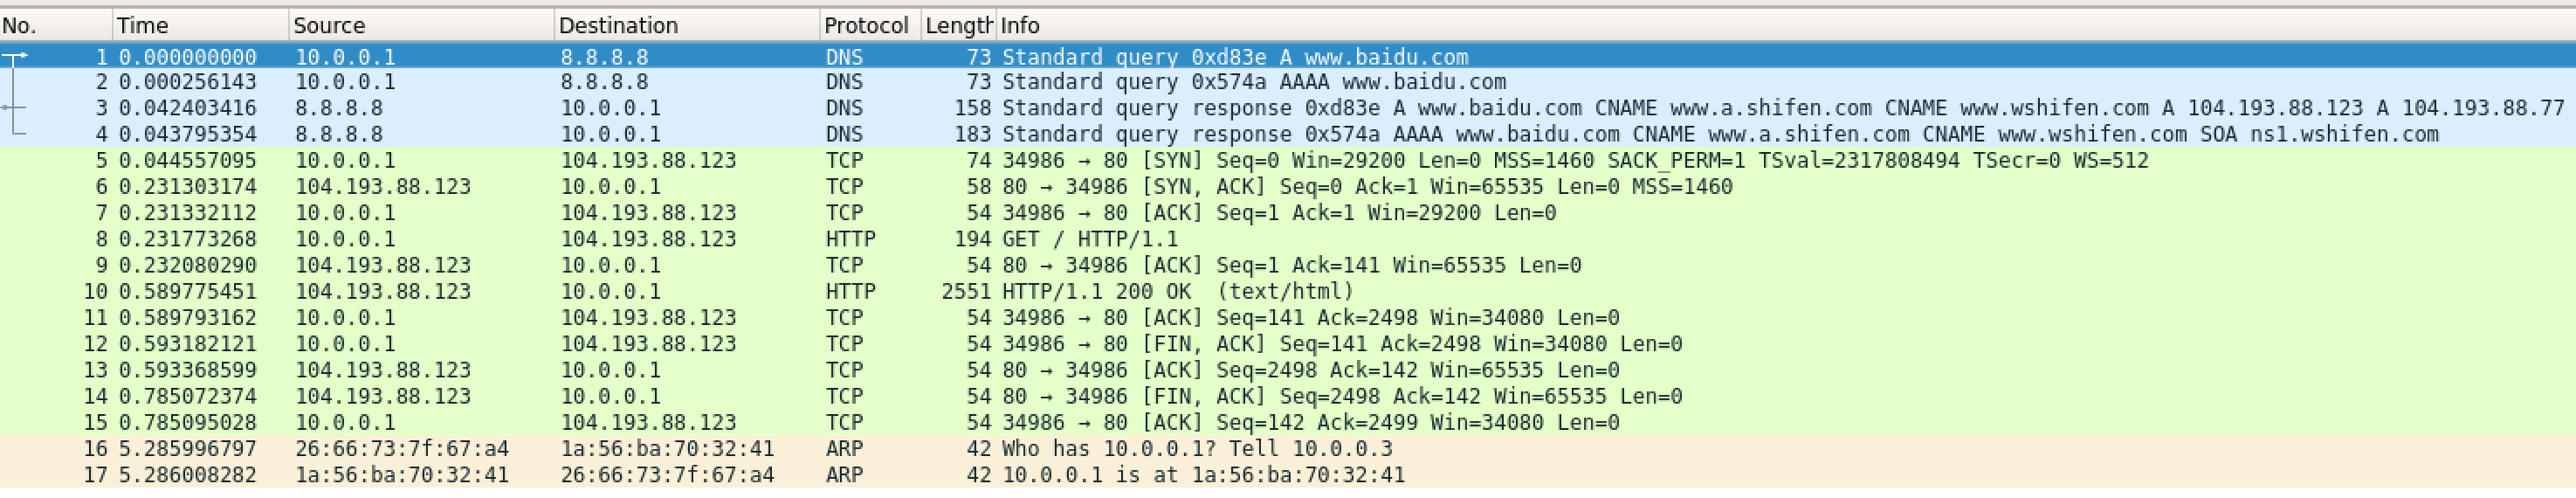 No. Time Source Destination Protocol Length Info
1 0.000000000 10.0.0.1 8.8.8.8 DNS 73 Standard query 0xd83e A www.baidu.com
2 0.000256143 10.0.0.1 8.8.8.8 DNS 73 Standard query 0x574a AAAA www.baidu.com
3 0.042403416 8.8.8.8 10.0.0.1 DNS 158 Standard query response 0xd83e A www.baidu.com CNAME www.a.shifen.com CNAME www.wshifen.com A 104.193.88.123 A 104.193.88.77
4 0.043795354 8.8.8.8 10.0.0.1 DNS 183 Standard query response 0x574a AAAA www.baidu.com CNAME www.a.shifen.com CNAME www.wshifen.com SOA ns1.wshifen.com
5 0.044557095 10.0.0.1 104.193.88.123 TCP 74 34986 → 80 [SYN] Seq=0 Win=29200 Len=0 MSS=1460 SACK_PERM=1 TSval=2317808494 TSecr=0 WS=512
6 0.231303174 104.193.88.123 10.0.0.1 TCP 58 80 → 34986 [SYN, ACK] Seq=0 Ack=1 Win=65535 Len=0 MSS=1460
7 0.231332112 10.0.0.1 104.193.88.123 TCP 54 34986 → 80 [ACK] Seq=1 Ack=1 Win=29200 Len=0
8 0.231773268 10.0.0.1 104.193.88.123 HTTP 194 GET / HTTP/1.1
9 0.232080290 104.193.88.123 10.0.0.1 TCP 54 80 → 34986 [ACK] Seq=1 Ack=141 Win=65535 Len=0
10 0.589775451 104.193.88.123 10.0.0.1 HTTP 2551 HTTP/1.1 200 OK (text/html)
11 0.589793162 10.0.0.1 104.193.88.123 TCP 54 34986 → 80 [ACK] Seq=141 Ack=2498 Win=34080 Len=0
12 0.593182121 10.0.0.1 104.193.88.123 TCP 54 34986 → 80 [FIN, ACK] Seq=141 Ack=2498 Win=34080 Len=0
13 0.593368599 104.193.88.123 10.0.0.1 TCP 54 80 → 34986 [ACK] Seq=2498 Ack=142 Win=65535 Len=0
14 0.785072374 104.193.88.123 10.0.0.1 TCP 54 80 → 34986 [FIN, ACK] Seq=2498 Ack=142 Win=65535 Len=0
15 0.785095028 10.0.0.1 104.193.88.123 TCP 54 34986 → 80 [ACK] Seq=142 Ack=2499 Win=34080 Len=0
16 5.285996797 26:66:73:7f:67:a4 1a:56:ba:70:32:41 ARP 42 Who has 10.0.0.1? Tell 10.0.0.3
17 5.286008282 1a:56:ba:70:32:41 26:66:73:7f:67:a4 ARP 42 10.0.0.1 is at 1a:56:ba:70:32:41